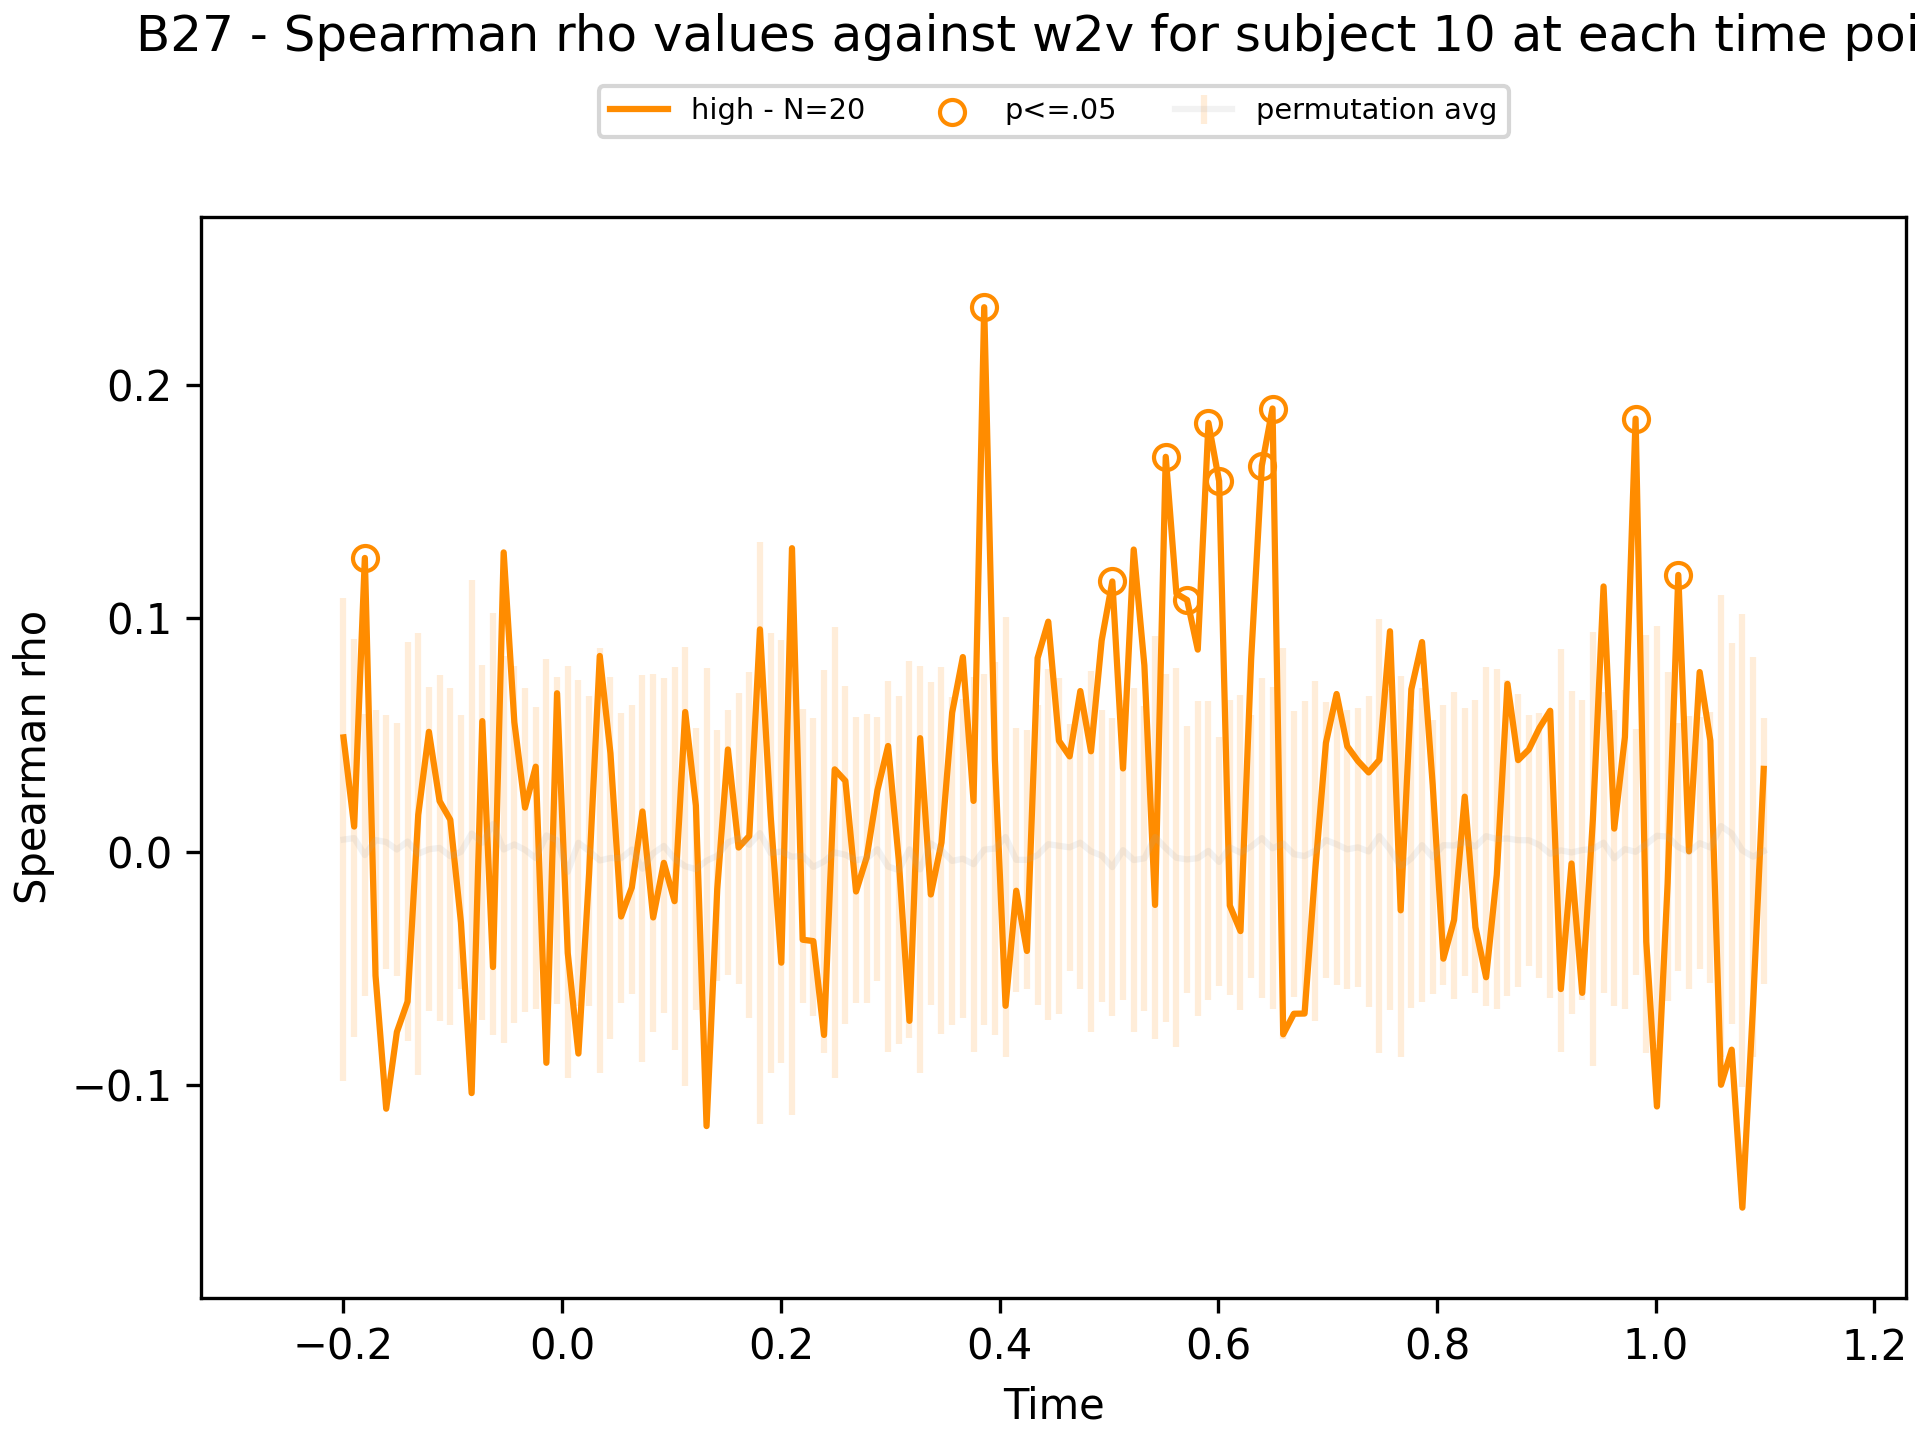 B27 - Spearman rho values against w2v for subject 10 at each time poi
high - N=20 p<=.05 permutation avg
Spearman rho
0.2
0.1
0.0
−0.1
−0.2 0.0 0.2 0.4 0.6 0.8 1.0 1.2
Time